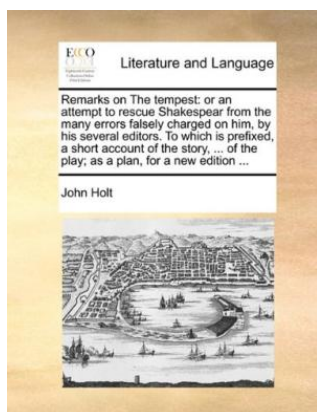 ECCO
Literature and Language
Remarks on The tempest: or an
attempt to rescue Shakespear from the
many errors falsely charged on him, by
his several editors. To which is prefixed,
a short account of the story, ... of the
play; as a plan, for a new edition ...
John Holt